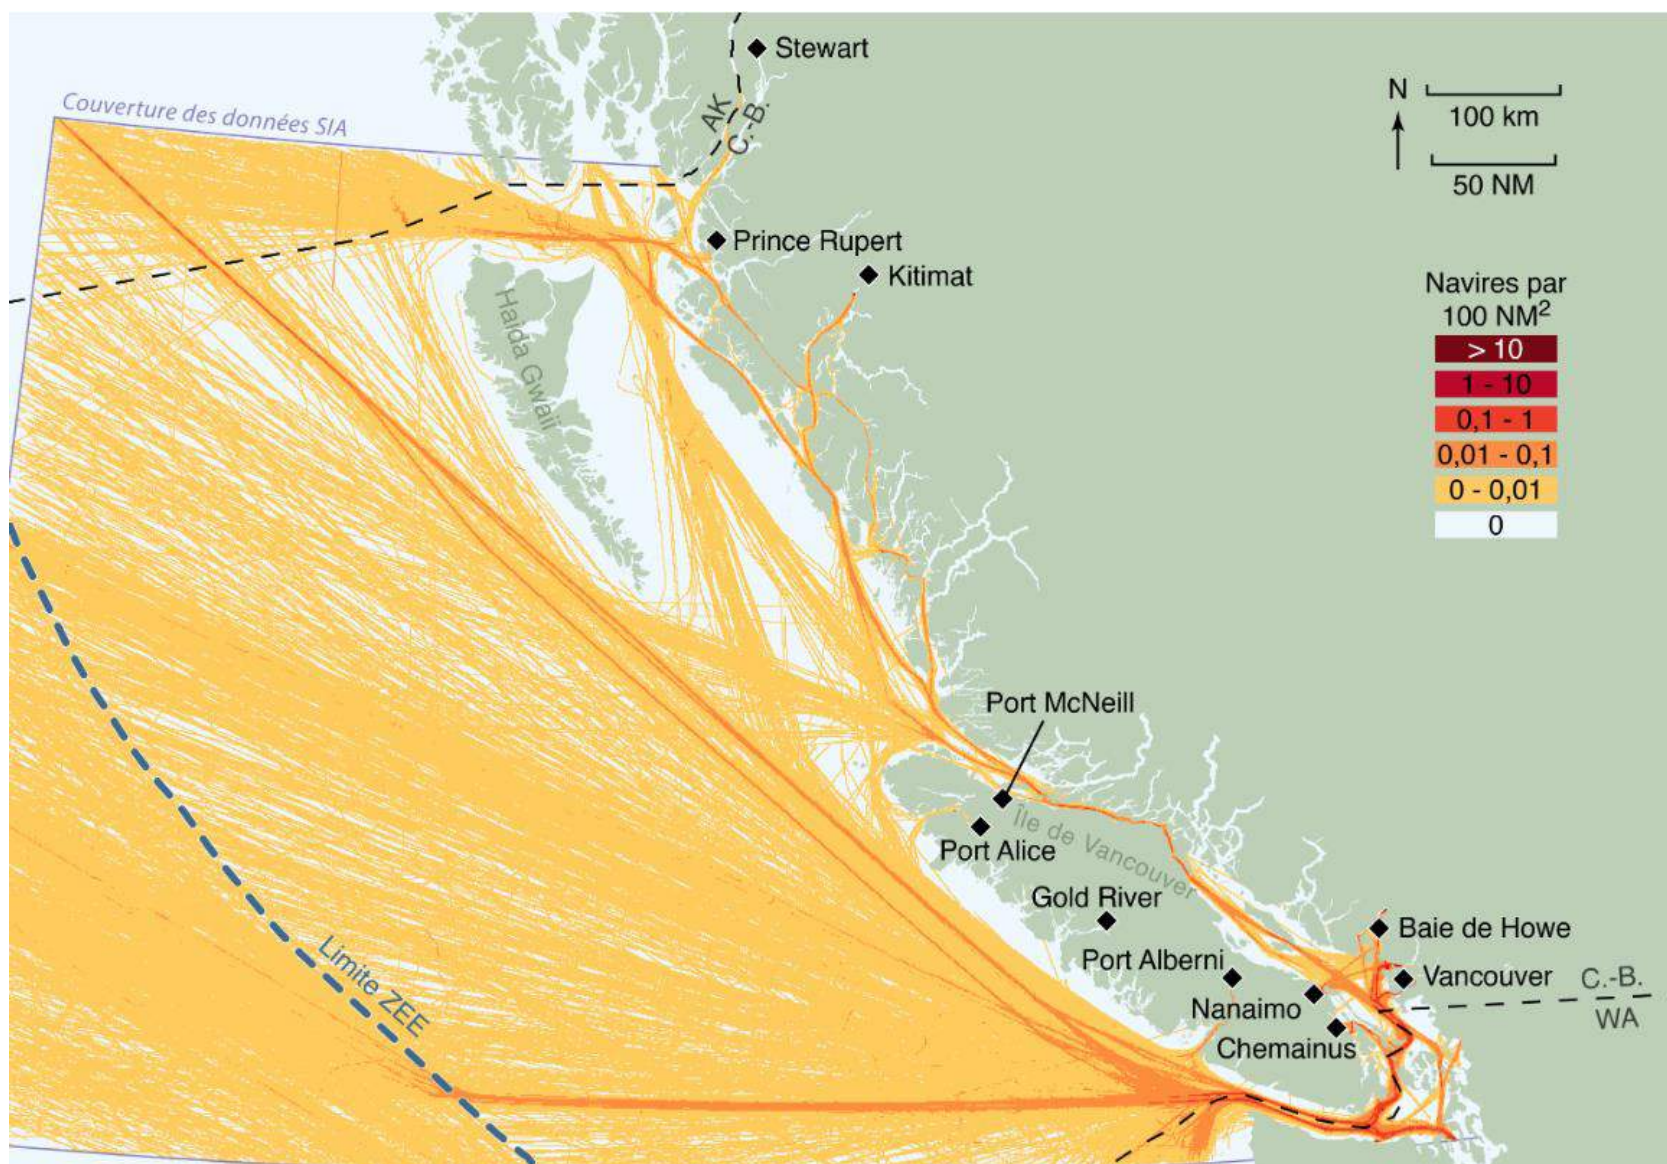 Stewart
Couverture des données SIA
AK
C.-B.
N
100 km
50 NM
Prince Rupert
Kitimat
Haida Gwaii
Navires par
100 NM²
> 10
1 - 10
0,1 - 1
0,01 - 0,1
0 - 0,01
0
Port McNeill
Île de Vancouver
Port Alice
Gold River
Baie de Howe
Port Alberni
Vancouver
C.-B.
Nanaimo
WA
Chemainus
Limite ZEE